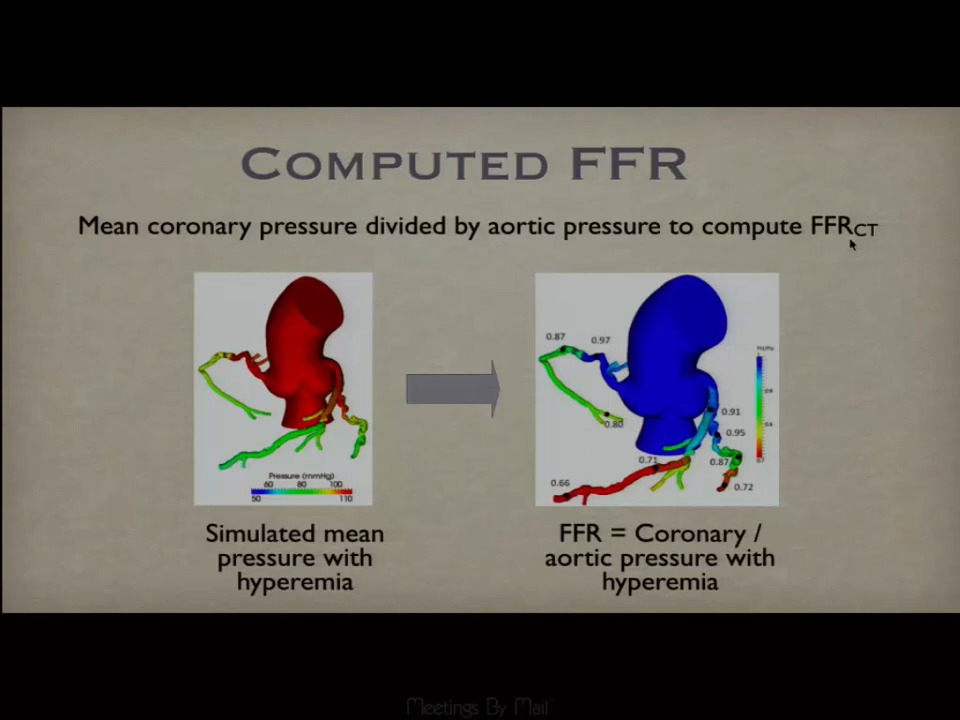 COMPUTED FFR
Mean coronary pressure divided by aortic pressure to compute FFRCT
0.87
0.97
0.80
0.91
0.95
0.71
0.87
0.66
0.72
Pressure (mmHg)
60 80 100
50 110
Simulated mean
pressure with
hyperemia
FFR = Coronary /
aortic pressure with
hyperemia
Meetings By Mail